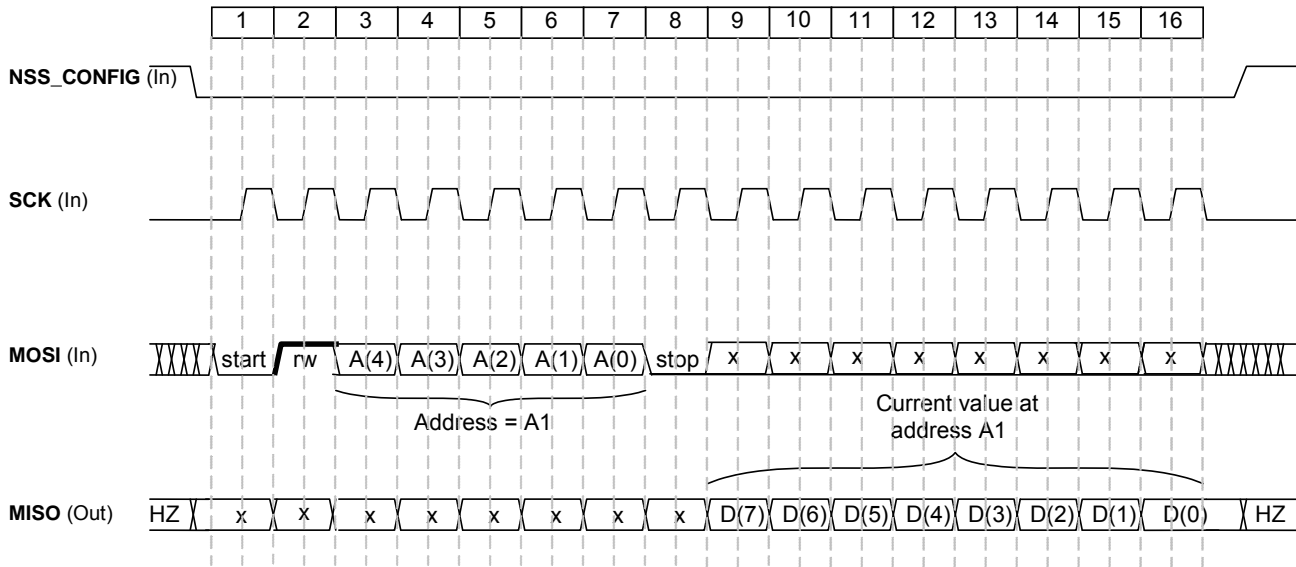 1 2 3 4 5 6 7 8 9 10 11 12 13 14 15 16
NSS_CONFIG (In)
SCK (In)
MOSI (In) start rw A(4) A(3) A(2) A(1) A(0) stop x x x x x x x x
Address = A1
Current value at
address A1
MISO (Out) HZ x x x x x x x x D(7) D(6) D(5) D(4) D(3) D(2) D(1) D(0) HZ